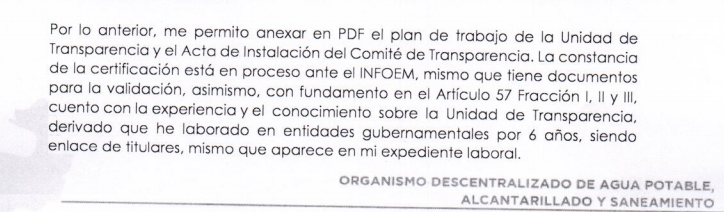 Por lo anterior, me permito anexar en PDF el plan de trabajo de la Unidad de
Transparencia y el Acta de Instalación del Comité de Transparencia. La constancia
de la certificación está en proceso ante el INFOEM, mismo que tiene documentos
para la validación, asimismo, con fundamento en el Artículo 57 Fracción I, II y III,
cuento con la experiencia y el conocimiento sobre la Unidad de Transparencia,
derivado que he laborado en entidades gubernamentales por 6 años, siendo
enlace de titulares, mismo que aparece en mi expediente laboral.
ORGANISMO DESCENTRALIZADO DE AGUA POTABLE,
ALCANTARILLADO Y SANEAMIENTO